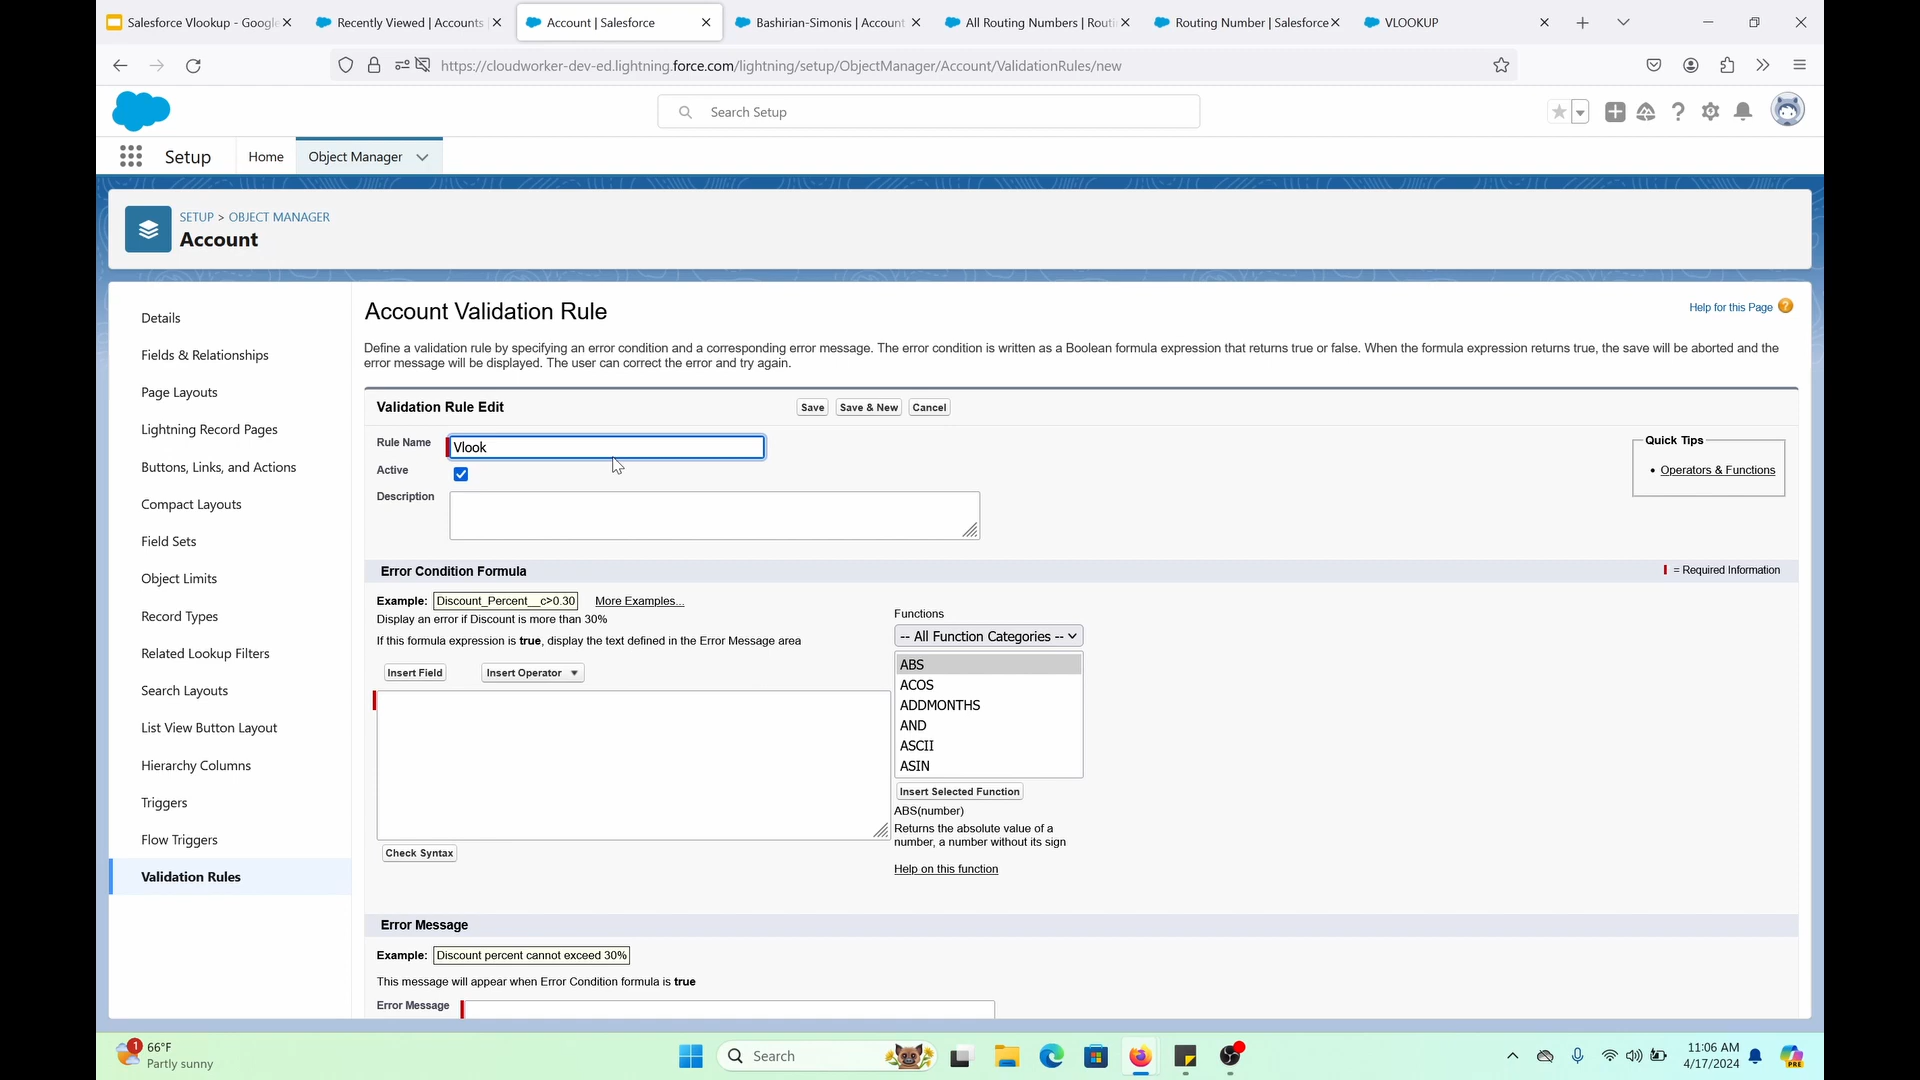 Salesforce Vlookup - Google
Recently Viewed | Accounts
Account | Salesforce
Bashirian-Simonis | Account
All Routing Numbers | Routi
Routing Number | Salesforce
VLOOKUP
https://cloudworker-dev-ed.lightning.force.com/lightning/setup/ObjectManager/Account/ValidationRules/new
Search Setup
Setup
Home
Object Manager
SETUP > OBJECT MANAGER
Account
Details
Fields & Relationships
Page Layouts
Lightning Record Pages
Buttons, Links, and Actions
Compact Layouts
Field Sets
Object Limits
Record Types
Related Lookup Filters
Search Layouts
List View Button Layout
Hierarchy Columns
Triggers
Flow Triggers
Validation Rules
Account Validation Rule
Help for this Page ?
Define a validation rule by specifying an error condition and a corresponding error message. The error condition is written as a Boolean formula expression that returns true or false. When the formula expression returns true, the save will be aborted and the
error message will be displayed. The user can correct the error and try again.
Validation Rule Edit
Save
Save & New
Cancel
Rule Name
Vlook
Active
Description
Quick Tips
• Operators & Functions
Error Condition Formula
= Required Information
Example: Discount_Percent__c>0.30 More Examples...
Display an error if Discount is more than 30%
If this formula expression is true, display the text defined in the Error Message area
Insert Field
Insert Operator
Functions
-- All Function Categories --
ABS
ACOS
ADDMONTHS
AND
ASCII
ASIN
Insert Selected Function
ABS(number)
Returns the absolute value of a
number, a number without its sign
Help on this function
Check Syntax
Error Message
Example: Discount percent cannot exceed 30%
This message will appear when Error Condition formula is true
Error Message
1
66°F
Partly sunny
Search
11:06 AM
4/17/2024
PRE